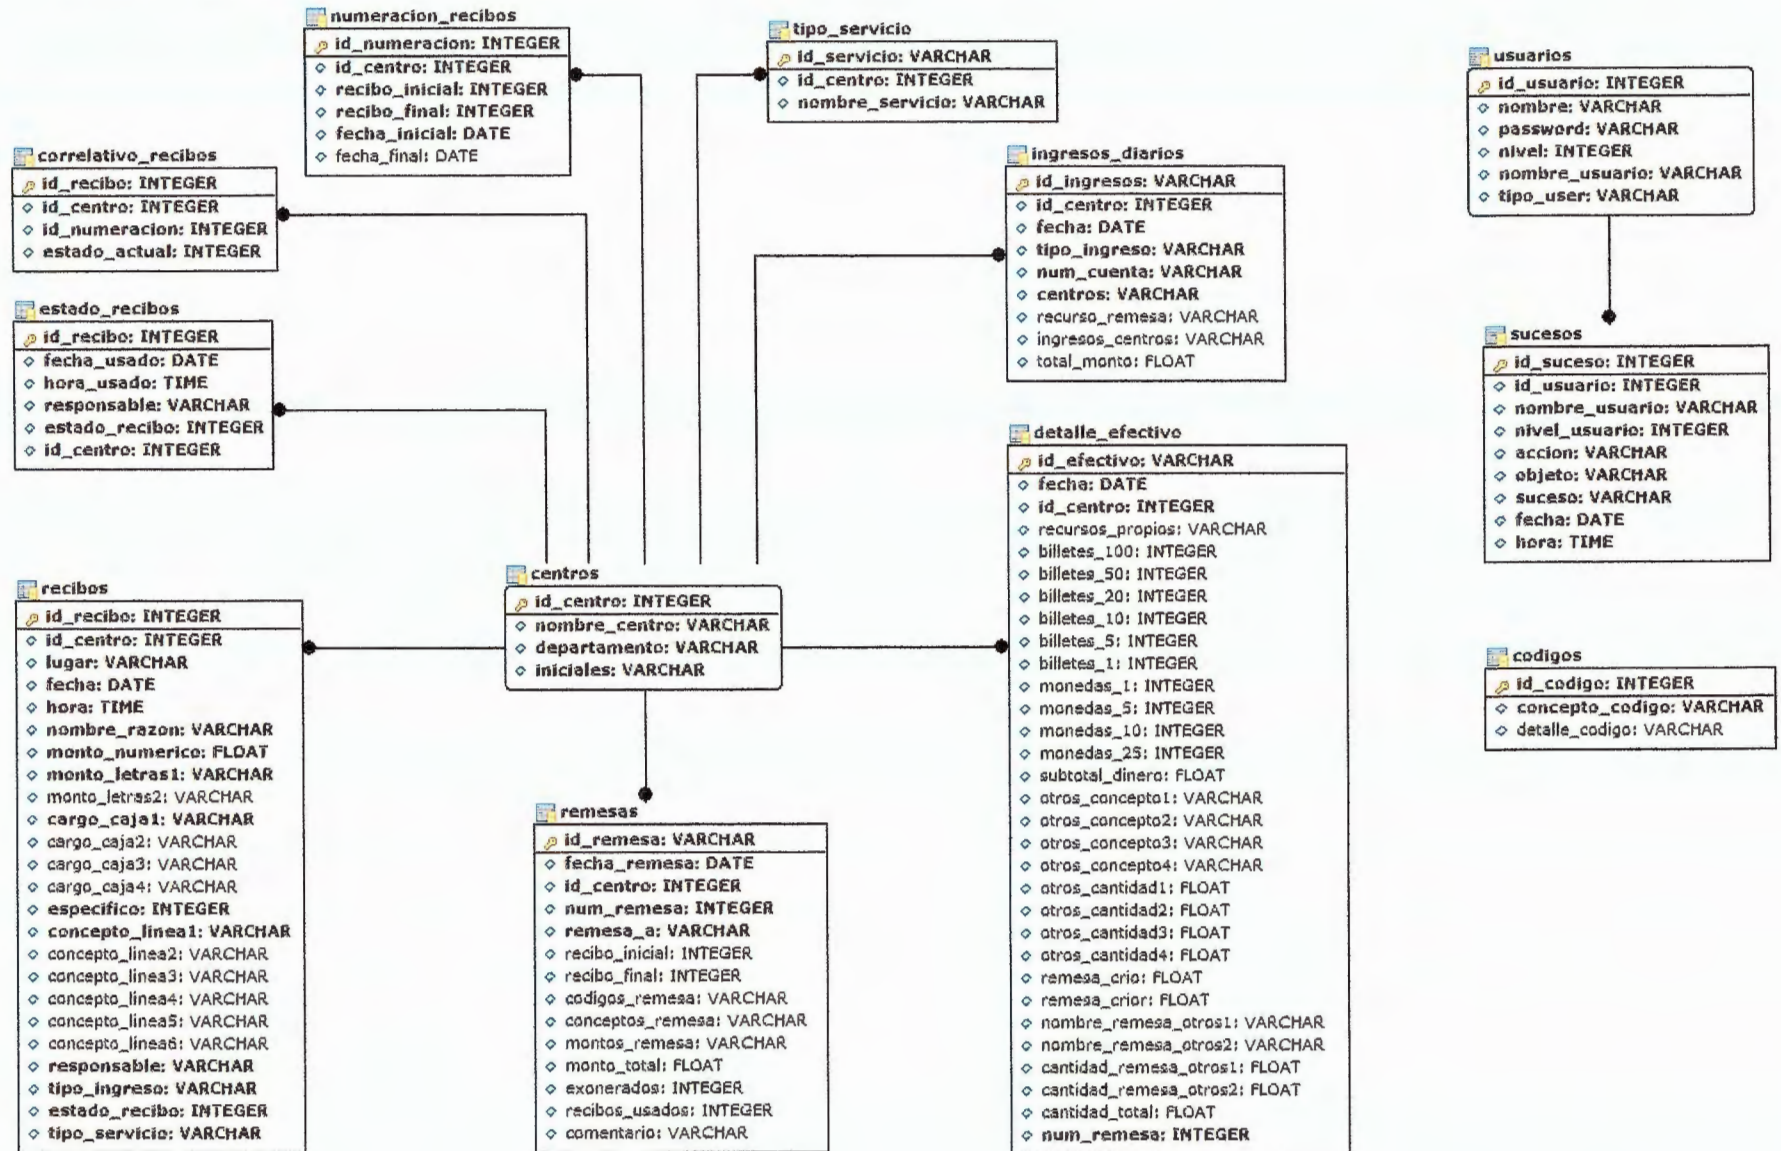 numeracion_recibos
id_numeracion: INTEGER
id_centro: INTEGER
recibo_inicial: INTEGER
recibo_final: INTEGER
fecha_inicial: DATE
fecha_final: DATE
tipo_servicio
id_servicio: VARCHAR
id_centro: INTEGER
nombre_servicio: VARCHAR
usuarios
id_usuario: INTEGER
nombre: VARCHAR
password: VARCHAR
nivel: INTEGER
nombre_usuario: VARCHAR
tipo_user: VARCHAR
correlativo_recibos
id_recibo: INTEGER
id_centro: INTEGER
id_numeracion: INTEGER
estado_actual: INTEGER
ingresos_diarios
id_ingresos: VARCHAR
id_centro: INTEGER
fecha: DATE
tipo_ingreso: VARCHAR
num_cuenta: VARCHAR
centros: VARCHAR
recurso_remesa: VARCHAR
ingresos_centros: VARCHAR
total_monto: FLOAT
estado_recibos
id_recibo: INTEGER
fecha_usado: DATE
hora_usado: TIME
responsable: VARCHAR
estado_recibo: INTEGER
id_centro: INTEGER
sucesos
id_suceso: INTEGER
id_usuario: INTEGER
nombre_usuario: VARCHAR
nivel_usuario: INTEGER
accion: VARCHAR
objeto: VARCHAR
suceso: VARCHAR
fecha: DATE
hora: TIME
detalle_efectivo
id_efectivo: VARCHAR
fecha: DATE
id_centro: INTEGER
recursos_propios: VARCHAR
billetes_100: INTEGER
billetes_50: INTEGER
billetes_20: INTEGER
billetes_10: INTEGER
billetes_5: INTEGER
billetes_1: INTEGER
monedas_1: INTEGER
monedas_5: INTEGER
monedas_10: INTEGER
monedas_25: INTEGER
subtotal_dinero: FLOAT
otros_concepto1: VARCHAR
otros_concepto2: VARCHAR
otros_concepto3: VARCHAR
otros_concepto4: VARCHAR
otros_cantidad1: FLOAT
otros_cantidad2: FLOAT
otros_cantidad3: FLOAT
otros_cantidad4: FLOAT
remesa_crio: FLOAT
remesa_crior: FLOAT
nombre_remesa_otros1: VARCHAR
nombre_remesa_otros2: VARCHAR
cantidad_remesa_otros1: FLOAT
cantidad_remesa_otros2: FLOAT
cantidad_total: FLOAT
num_remesa: INTEGER
centros
id_centro: INTEGER
nombre_centro: VARCHAR
departamento: VARCHAR
iniciales: VARCHAR
recibos
id_recibo: INTEGER
id_centro: INTEGER
lugar: VARCHAR
fecha: DATE
hora: TIME
nombre_razon: VARCHAR
monto_numerico: FLOAT
monto_letras1: VARCHAR
monto_letras2: VARCHAR
cargo_caja1: VARCHAR
cargo_caja2: VARCHAR
cargo_caja3: VARCHAR
cargo_caja4: VARCHAR
especifico: INTEGER
concepto_linea1: VARCHAR
concepto_linea2: VARCHAR
concepto_linea3: VARCHAR
concepto_linea4: VARCHAR
concepto_linea5: VARCHAR
concepto_linea6: VARCHAR
responsable: VARCHAR
tipo_ingreso: VARCHAR
estado_recibo: INTEGER
tipo_servicio: VARCHAR
codigos
id_codigo: INTEGER
concepto_codigo: VARCHAR
detalle_codigo: VARCHAR
remesas
id_remesa: VARCHAR
fecha_remesa: DATE
id_centro: INTEGER
num_remesa: INTEGER
remesa_a: VARCHAR
recibo_inicial: INTEGER
recibo_final: INTEGER
codigos_remesa: VARCHAR
conceptos_remesa: VARCHAR
montos_remesa: VARCHAR
monto_total: FLOAT
exonerados: INTEGER
recibos_usados: INTEGER
comentario: VARCHAR